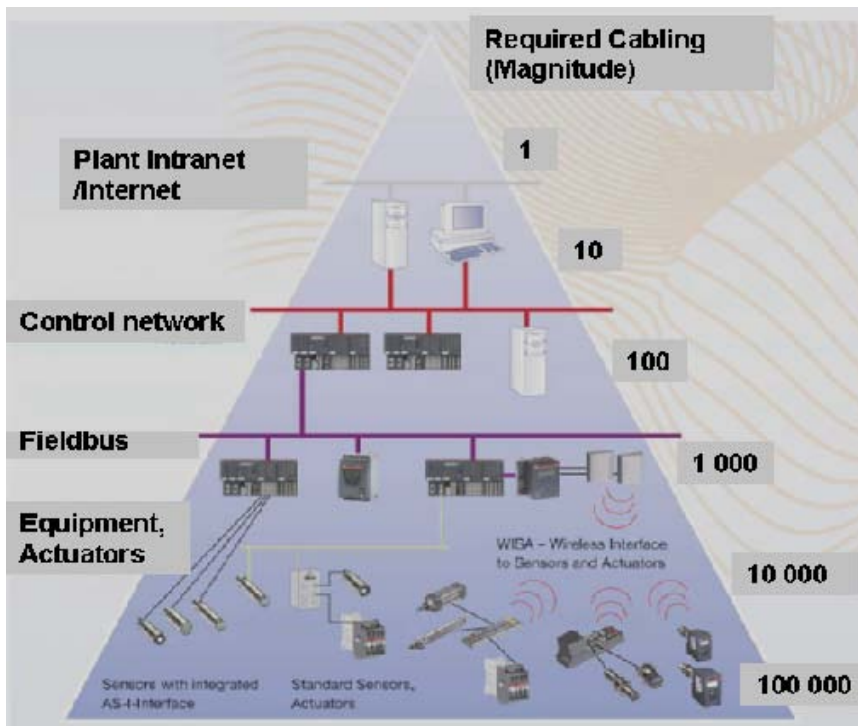 Required Cabling
(Magnitude)
Plant Intranet
/Internet
1
10
Control network
100
Fieldbus
1 000
Equipment,
Actuators
WISA – Wireless Interface
to Sensors and Actuators
10 000
Sensors with integrated
AS-I-Interface
Standard Sensors,
Actuators
100 000